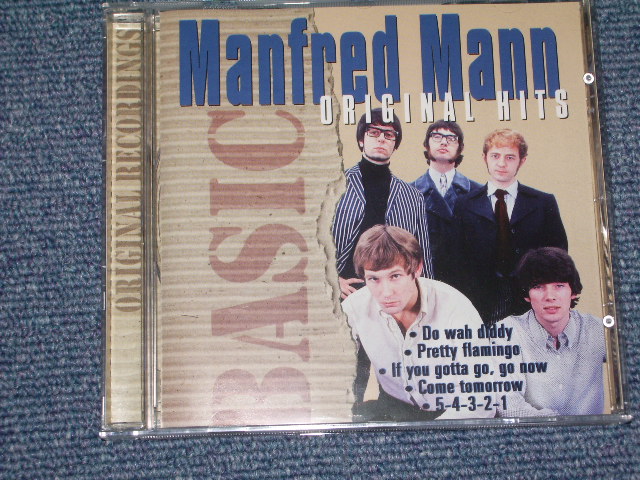 ORIGINAL RECORDINGS
Manfred Mann
ORIGINAL HITS
BASIC
• Do wah diddy
• Pretty flamingo
• If you gotta go, go now
• Come tomorrow
• 5-4-3-2-1